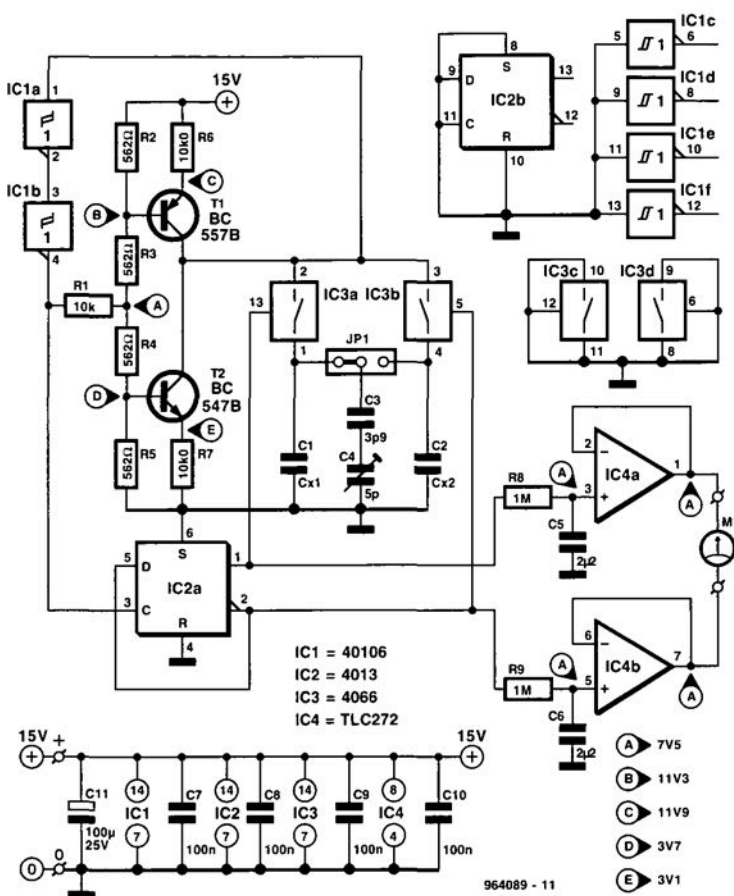 IC1a
1
1
2
IC1b
3
1
4
R1
10k
A
15V
+
R2
562Ω
R6
10k0
C
B
T1
BC
557B
R3
562Ω
R4
562Ω
D
T2
BC
547B
E
R5
562Ω
R7
10k0
2
3
13
IC3a
IC3b
5
1
JP1
4
C3
3p9
C1
Cx1
C4
5p
C2
Cx2
8
9
D
S
13
IC2b
11
C
12
R
10
IC1c
5
1
6
IC1d
9
1
8
IC1e
11
1
10
IC1f
13
1
12
IC3c
10
12
11
IC3d
9
6
8
6
5
D
S
1
IC2a
3
C
2
R
4
R8
1M
A
2
−
IC4a
1
3
+
A
C5
2µ2
M
6
−
IC4b
7
R9
1M
A
5
+
A
C6
2µ2
IC1 = 40106
IC2 = 4013
IC3 = 4066
IC4 = TLC272
15V
+
+
C11
100µ
25V
14
IC1
7
C7
100n
14
IC2
7
C8
100n
14
IC3
7
C9
100n
8
IC4
4
C10
100n
+
15V
0
0
A 7V5
B 11V3
C 11V9
D 3V7
E 3V1
964089 - 11